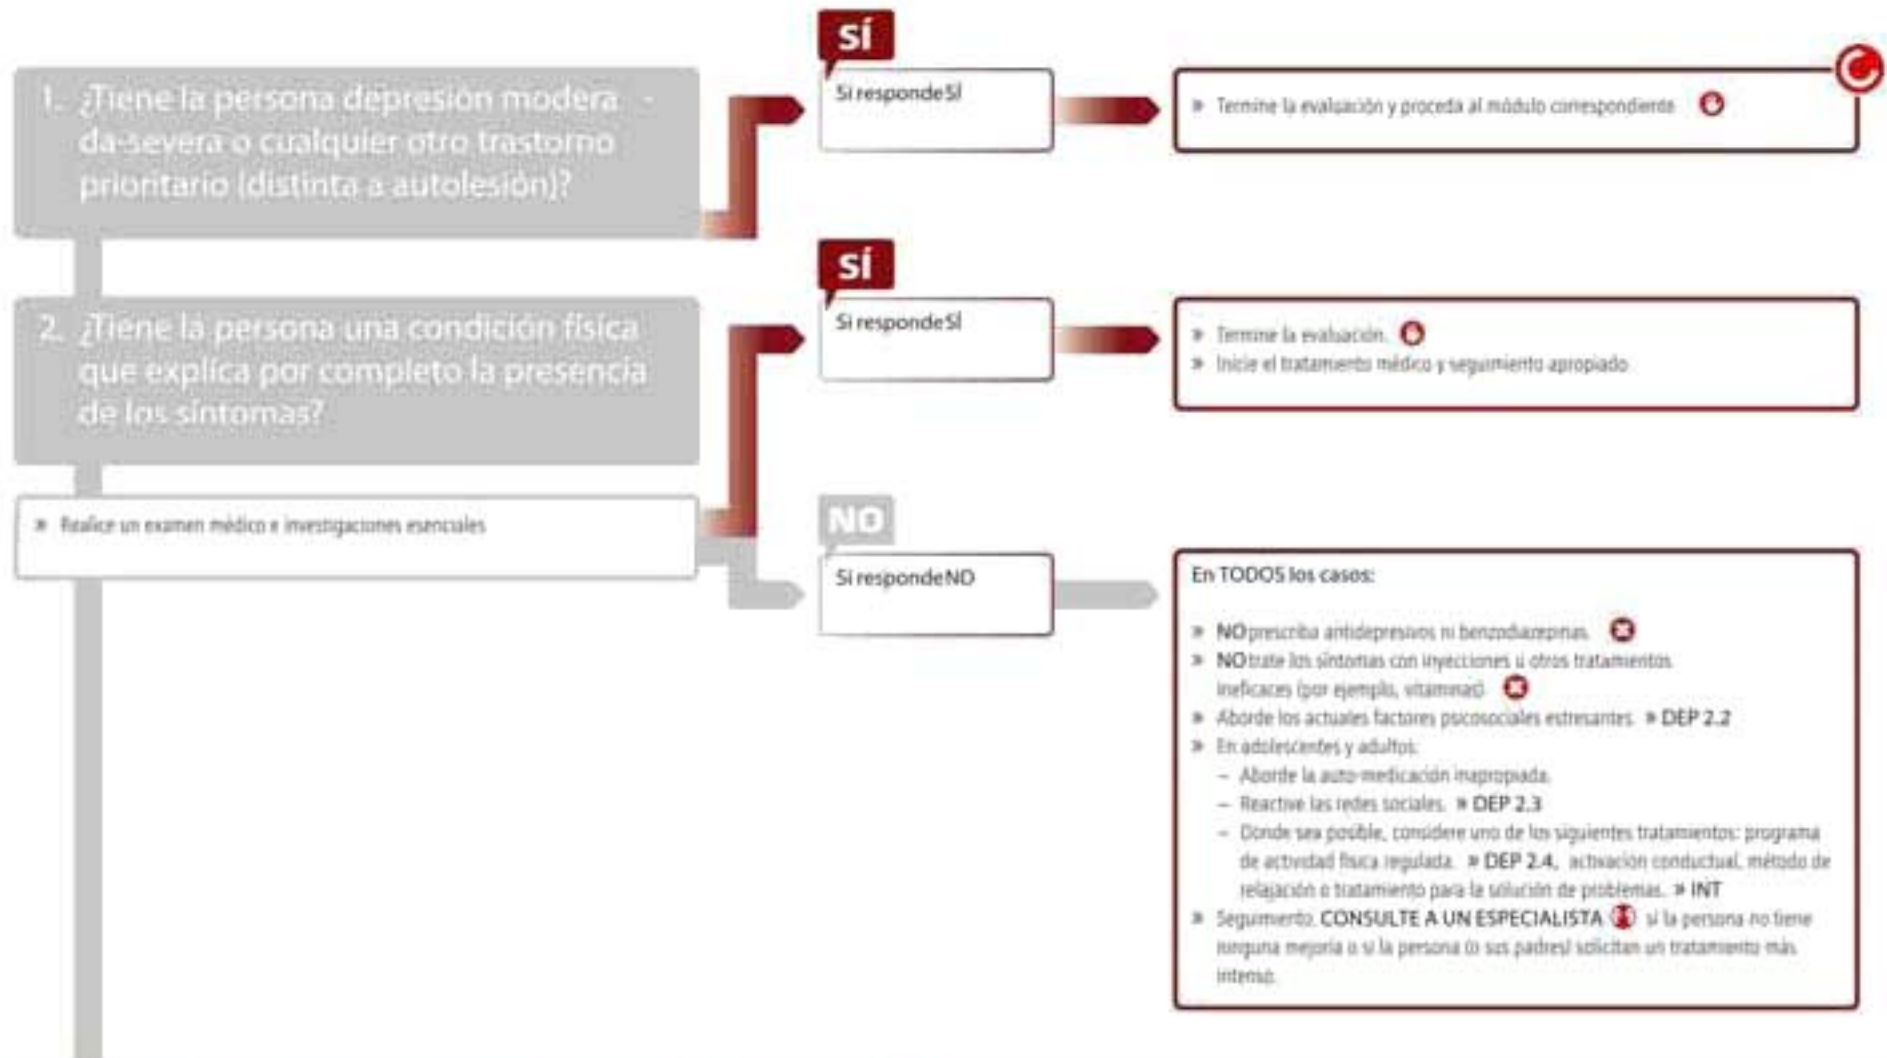 SÍ
1. ¿Tiene la persona depresión modera -
da-severa o cualquier otro trastorno
prioritario (distinta a autolesión)?
Si responde SÍ
» Termine la evaluación y proceda al módulo correspondiente
SÍ
2. ¿Tiene la persona una condición física
que explica por completo la presencia
de los síntomas?
Si responde SÍ
» Termine la evaluación.
» Inicie el tratamiento médico y seguimiento apropiado
» Realice un examen médico e investigaciones esenciales
NO
Si responde NO
En TODOS los casos:
» NO prescriba antidepresivos ni benzodiazepinas.
» NO trate los síntomas con inyecciones u otros tratamientos
ineficaces (por ejemplo, vitaminas).
» Aborde los actuales factores psicosociales estresantes. » DEP 2.2
» En adolescentes y adultos:
– Aborde la auto-medicación inapropiada.
– Reactive las redes sociales. » DEP 2.3
– Donde sea posible, considere uno de los siguientes tratamientos: programa
de actividad física regulada. » DEP 2.4, activación conductual, método de
relajación o tratamiento para la solución de problemas. » INT
» Seguimiento. CONSULTE A UN ESPECIALISTA si la persona no tiene
ninguna mejoría o si la persona (o sus padres) solicitan un tratamiento más
intenso.